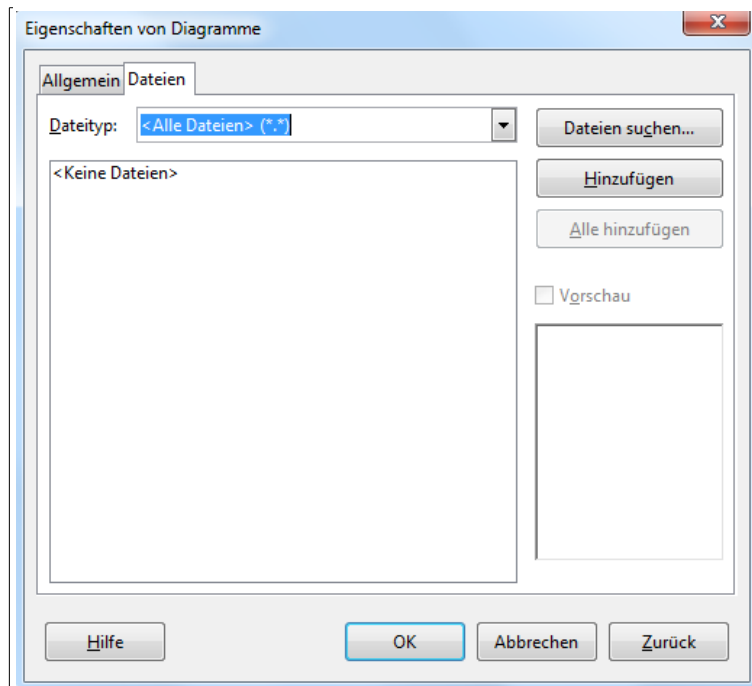 Eigenschaften von Diagramme
Allgemein Dateien
Dateityp: <Alle Dateien> (*.*)
Dateien suchen...
<Keine Dateien>
Hinzufügen
Alle hinzufügen
Vorschau
Hilfe OK Abbrechen Zurück